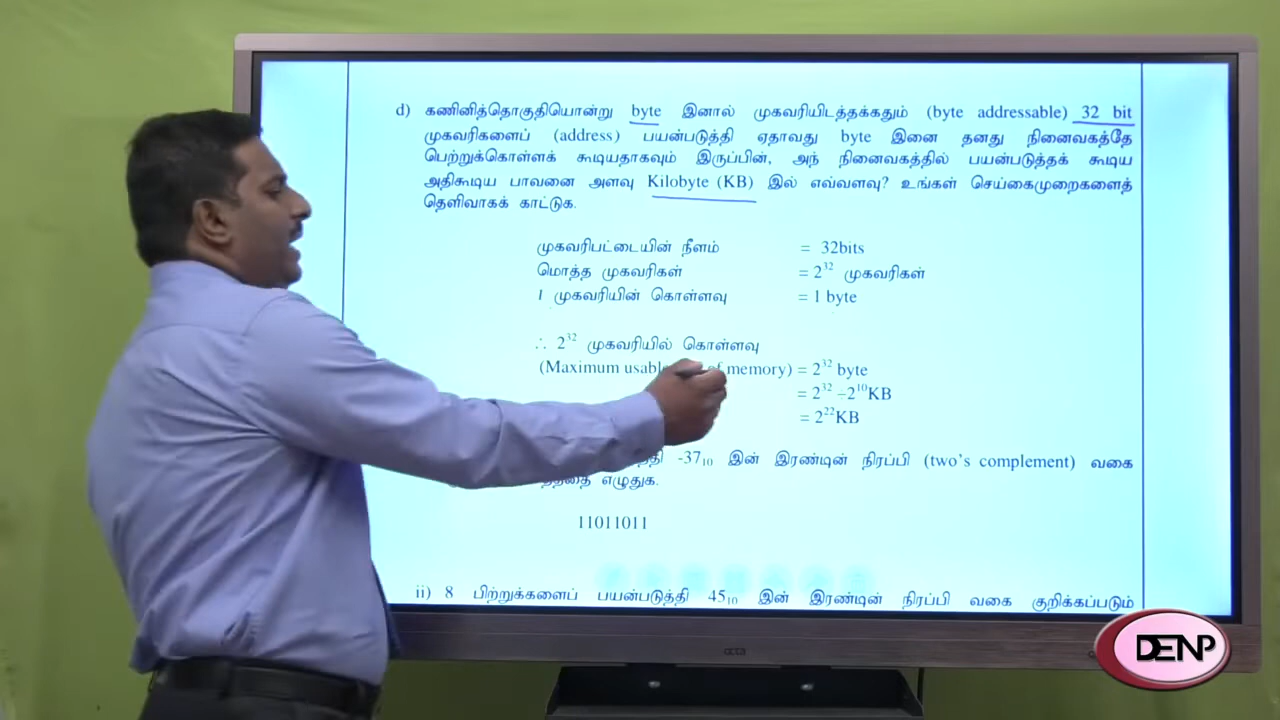 d) கணினித்தொகுதியொன்று byte இனால் முகவரியிடத்தக்கதும் (byte addressable) 32 bit
முகவரிகளைப் (address) பயன்படுத்தி ஏதாவது byte இனை தனது நினைவகத்தே
பெற்றுக்கொள்ளக் கூடியதாகவும் இருப்பின், அந் நினைவகத்தில் பயன்படுத்தக் கூடிய
அதிகூடிய பாவனை அளவு Kilobyte (KB) இல் எவ்வளவு? உங்கள் செய்கைமுறைகளைத்
தெளிவாகக் காட்டுக.
முகவரிபட்டையின் நீளம் = 32bits
மொத்த முகவரிகள் = 2³² முகவரிகள்
1 முகவரியின் கொள்ளவு = 1 byte
∴ 2³² முகவரியில் கொள்ளவு
(Maximum memory) = 2³² byte
= 2³² ÷2¹⁰KB
= 2²²KB
-37₁₀ இன் இரண்டின் நிரப்பி (two's complement) வகை
எழுதுக.
11011011
ii) 8 பிற்றுக்களைப் பயன்படுத்தி 45₁₀ இன் இரண்டின் நிரப்பி வகை குறிக்கப்படும்
acta
DENP